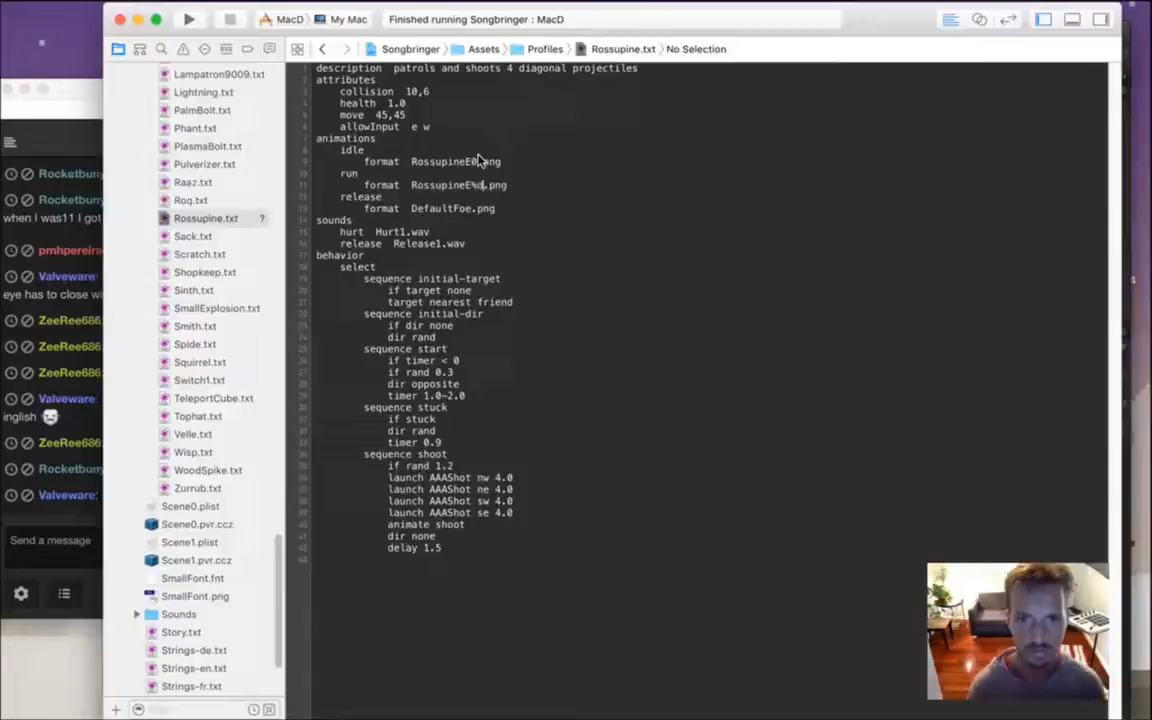 MacD
My Mac
Finished running Songbringer : MacD
Songbringer
Assets
Profiles
Rossupine.txt
No Selection
Rocketbun
Rocketbun
when I was11 I got
pmhpereira
Valveware:
eye has to close wi
ZeeRee686
ZeeRee686
ZeeRee686
Valveware:
inglish
ZeeRee686
Rocketbun
Valveware:
Send a message
Lampatron9009.txt
Lightning.txt
PalmBolt.txt
Phant.txt
PlasmaBolt.txt
Pulverizer.txt
Raaz.txt
Roq.txt
Rossupine.txt ?
Sack.txt
Scratch.txt
Shopkeep.txt
Sinth.txt
SmallExplosion.txt
Smith.txt
Spide.txt
Squirrel.txt
Switch1.txt
TeleportCube.txt
Tophat.txt
Velle.txt
Wisp.txt
WoodSpike.txt
Zurrub.txt
Scene0.plist
Scene0.pvr.ccz
Scene1.plist
Scene1.pvr.ccz
SmallFont.fnt
SmallFont.png
Sounds
Story.txt
Strings-de.txt
Strings-en.txt
Strings-fr.txt
description patrols and shoots 4 diagonal projectiles
attributes
collision 10,6
health 1.0
move 45,45
allowInput e w
animations
idle
format
run
format RossupineE%d.png
release
format DefaultFoe.png
sounds
hurt Hurt1.wav
release Release1.wav
behavior
select
sequence initial-target
if target none
target nearest friend
sequence initial-dir
if dir none
dir rand
sequence start
if timer < 0
if rand 0.3
dir opposite
timer 1.0~2.0
sequence stuck
if stuck
dir rand
timer 0.9
sequence shoot
if rand 1.2
launch AAAShot nw 4.0
launch AAAShot ne 4.0
launch AAAShot sw 4.0
launch AAAShot se 4.0
animate shoot
dir none
delay 1.5